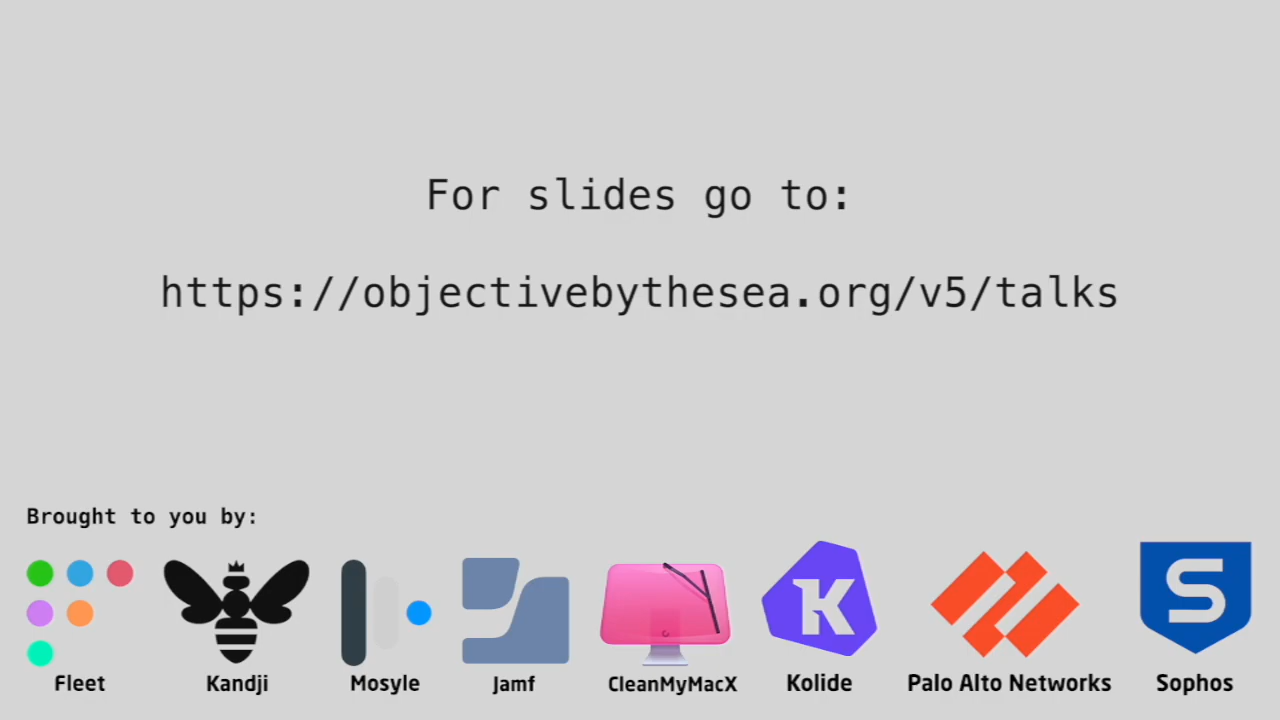 For slides go to:
https://objectivebythesea.org/v5/talks
Brought to you by:
Fleet Kandji Mosyle Jamf CleanMyMacX Kolide Palo Alto Networks Sophos